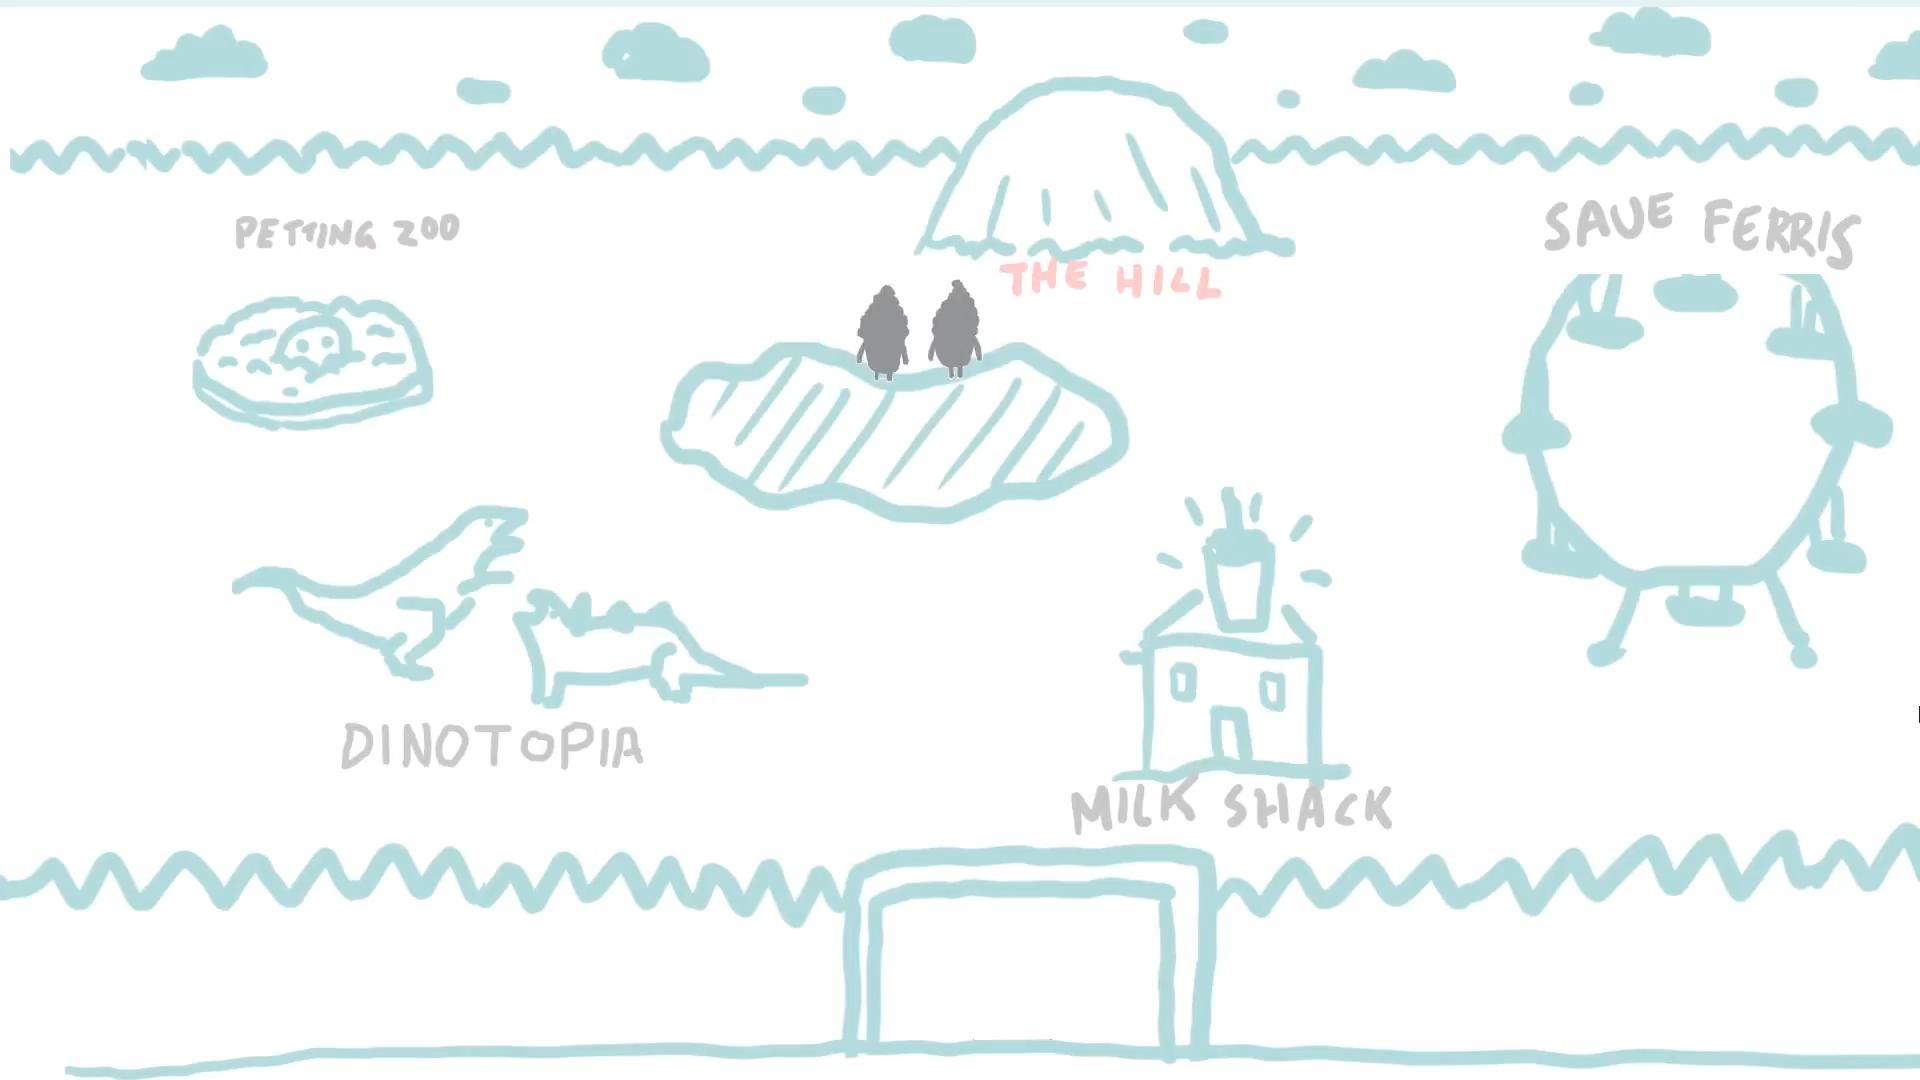 PETTING ZOO
SAVE FERRIS
THE HILL
DINOTOPIA
MILK SHACK